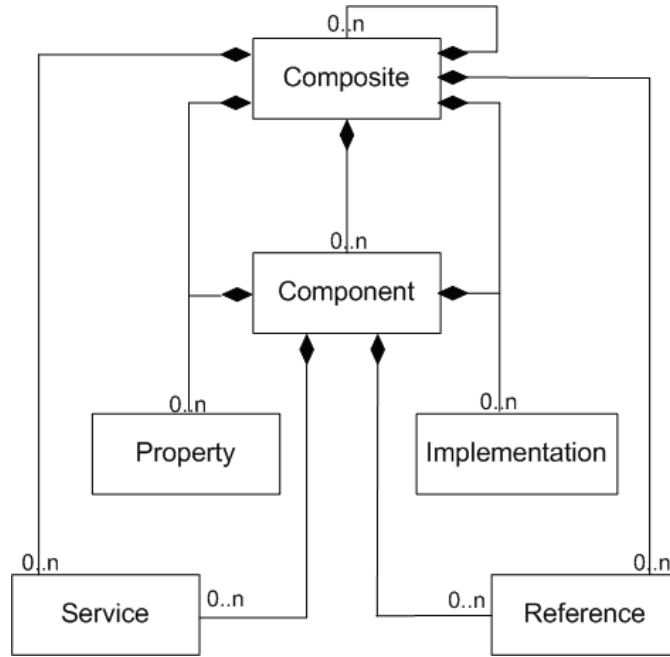 0..n
Composite
0..n
Component
0..n
0..n
Property
Implementation
0..n
0..n
0..n
0..n
Service
Reference